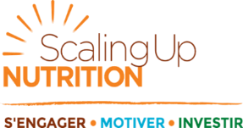 Scaling Up
NUTRITION
S'ENGAGER • MOTIVER • INVESTIR